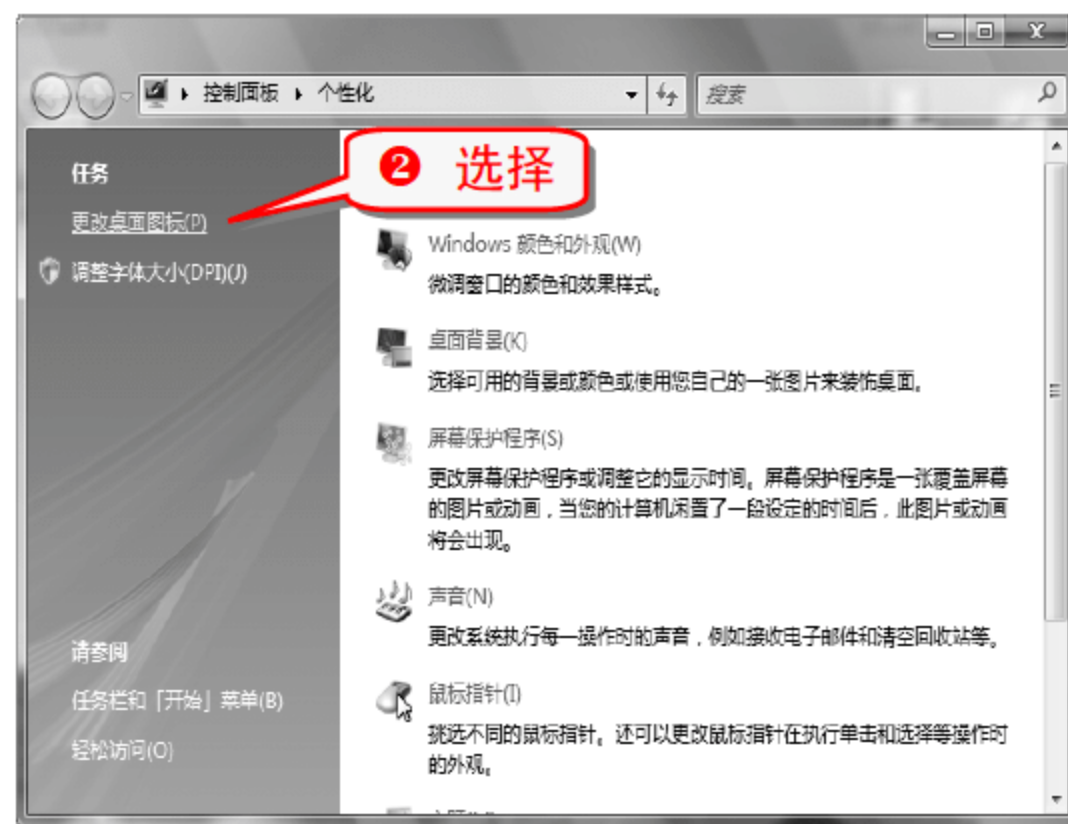 控制面板 ▸ 个性化
搜索
任务
更改桌面图标(P)
调整字体大小(DPI)(J)
请参阅
任务栏和「开始」菜单(B)
轻松访问(O)
❷ 选择
Windows 颜色和外观(W)
微调窗口的颜色和效果样式。
桌面背景(K)
选择可用的背景或颜色或使用您自己的一张图片来装饰桌面。
屏幕保护程序(S)
更改屏幕保护程序或调整它的显示时间。屏幕保护程序是一张覆盖屏幕
的图片或动画，当您的计算机闲置了一段设定的时间后，此图片或动画
将会出现。
声音(N)
更改系统执行每一操作时的声音，例如接收电子邮件和清空回收站等。
鼠标指针(I)
挑选不同的鼠标指针。还可以更改鼠标指针在执行单击和选择等操作时
的外观。